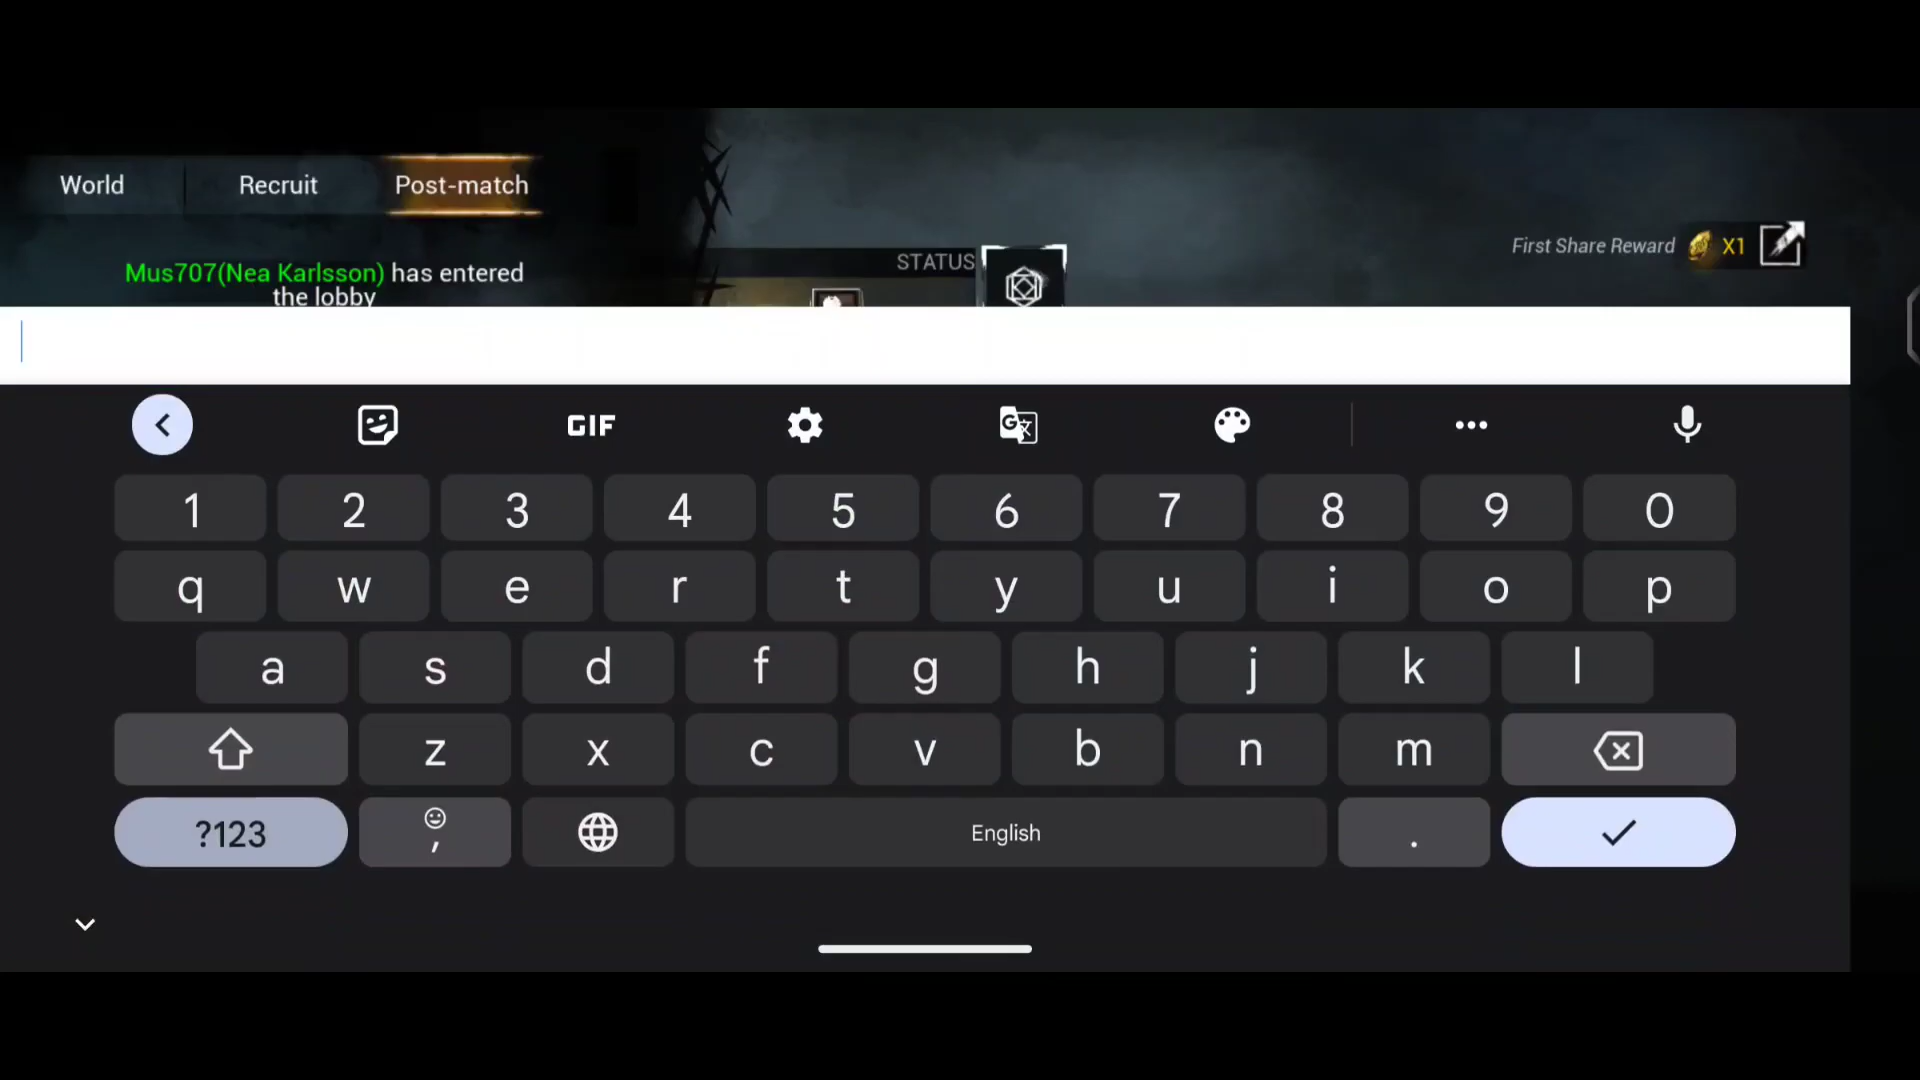 World Recruit Post-match
First Share Reward X1
STATUS
Mus707(Nea Karlsson) has entered
the lobby
GIF
1 2 3 4 5 6 7 8 9 0
q w e r t y u i o p
a s d f g h j k l
z x c v b n m
?123 , English .